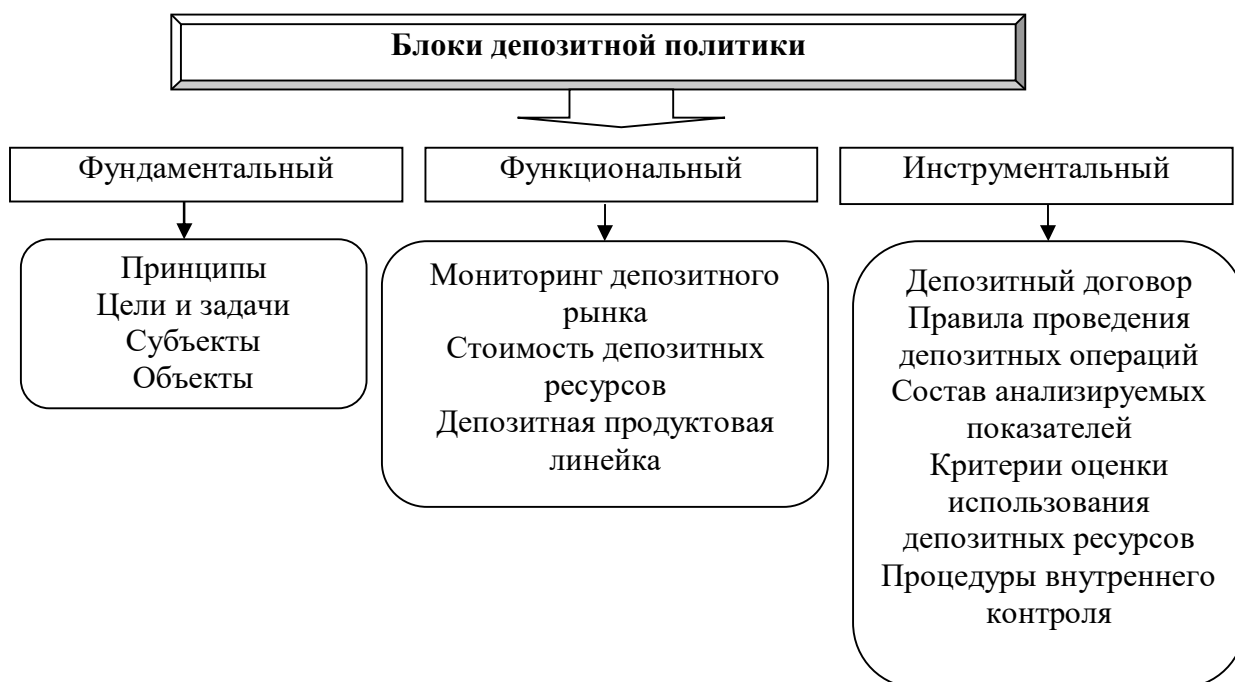 Блоки депозитной политики
Фундаментальный
Функциональный
Инструментальный
Принципы
Цели и задачи
Субъекты
Объекты
Мониторинг депозитного
рынка
Стоимость депозитных
ресурсов
Депозитная продуктовая
линейка
Депозитный договор
Правила проведения
депозитных операций
Состав анализируемых
показателей
Критерии оценки
использования
депозитных ресурсов
Процедуры внутреннего
контроля